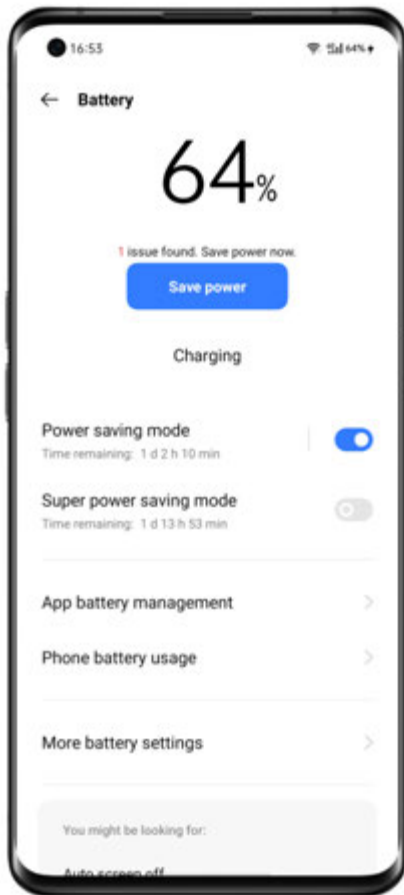 16:53
64%
Battery
64%
1 issue found. Save power now.
Save power
Charging
Power saving mode
Time remaining: 1 d 2 h 10 min
Super power saving mode
Time remaining: 1 d 13 h 53 min
App battery management
Phone battery usage
More battery settings
You might be looking for:
Auto screen off